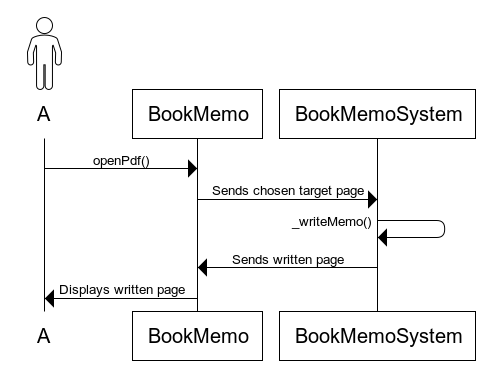 A
BookMemo
BookMemoSystem
openPdf()
Sends chosen target page
_writeMemo()
Sends written page
Displays written page
A
BookMemo
BookMemoSystem